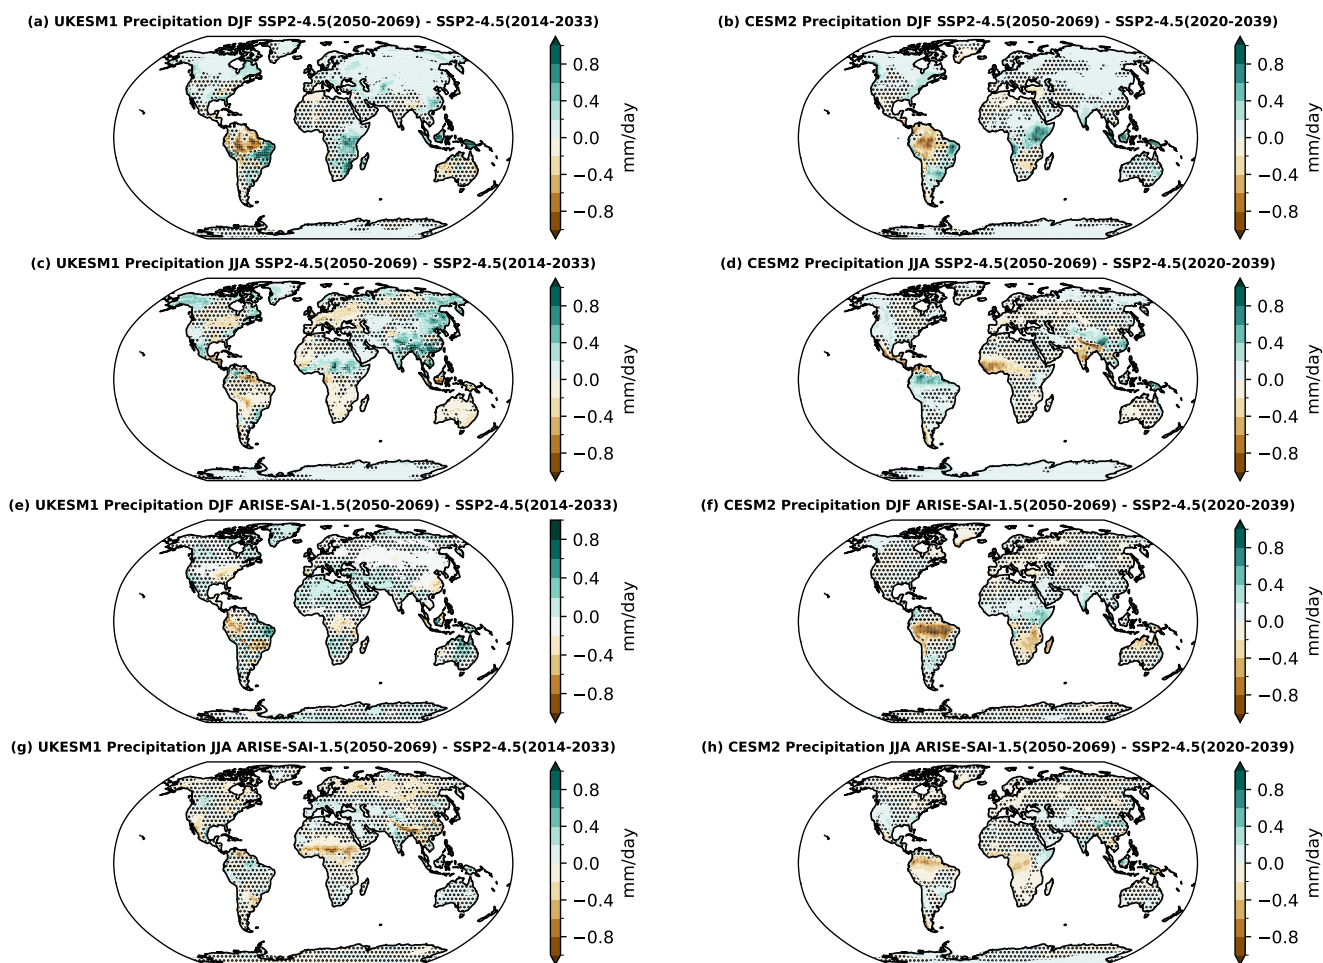 (a) UKESM1 Precipitation DJF SSP2-4.5(2050-2069) - SSP2-4.5(2014-2033)
0.8
0.4
0.0
−0.4
−0.8
mm/day
(b) CESM2 Precipitation DJF SSP2-4.5(2050-2069) - SSP2-4.5(2020-2039)
0.8
0.4
0.0
−0.4
−0.8
mm/day
(c) UKESM1 Precipitation JJA SSP2-4.5(2050-2069) - SSP2-4.5(2014-2033)
0.8
0.4
0.0
−0.4
−0.8
mm/day
(d) CESM2 Precipitation JJA SSP2-4.5(2050-2069) - SSP2-4.5(2020-2039)
0.8
0.4
0.0
−0.4
−0.8
mm/day
(e) UKESM1 Precipitation DJF ARISE-SAI-1.5(2050-2069) - SSP2-4.5(2014-2033)
0.8
0.4
0.0
−0.4
−0.8
mm/day
(f) CESM2 Precipitation DJF ARISE-SAI-1.5(2050-2069) - SSP2-4.5(2020-2039)
0.8
0.4
0.0
−0.4
−0.8
mm/day
(g) UKESM1 Precipitation JJA ARISE-SAI-1.5(2050-2069) - SSP2-4.5(2014-2033)
0.8
0.4
0.0
−0.4
−0.8
mm/day
(h) CESM2 Precipitation JJA ARISE-SAI-1.5(2050-2069) - SSP2-4.5(2020-2039)
0.8
0.4
0.0
−0.4
−0.8
mm/day